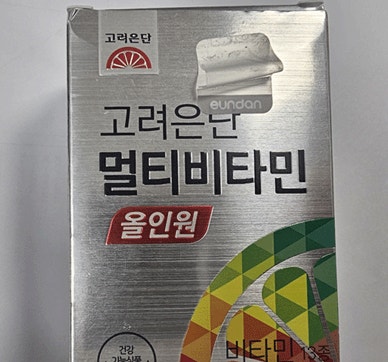 고려은단
eundan
고려은단
멀티비타민
올인원
건강
기능식품
비타민 13종